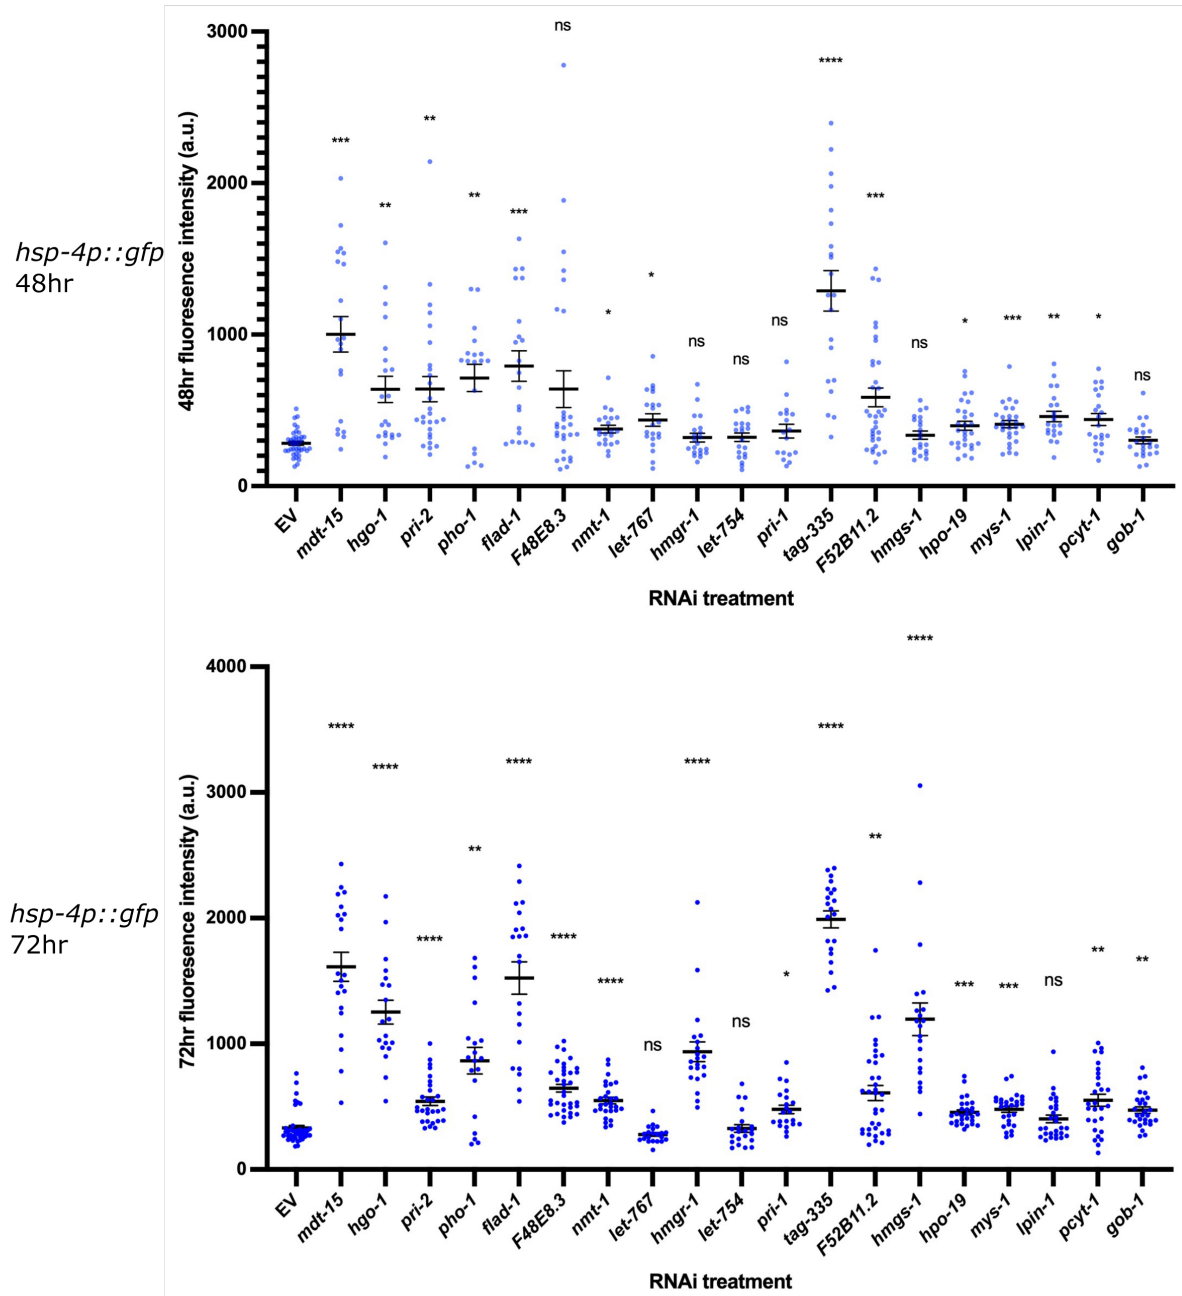 3000
ns
****
***
**
**
**
***
***
*
*
ns
ns
ns
ns
*
***
**
*
ns
2000
1000
0
48hr fluoresence intensity (a.u.)
hsp-4p::gfp
48hr
EV
mdt-15
hgo-1
pri-2
pho-1
flad-1
F48E8.3
nmt-1
let-767
hmgr-1
let-754
pri-1
tag-335
F52B11.2
hmgs-1
hpo-19
mys-1
lpin-1
pcyt-1
gob-1
RNAi treatment
4000
****
****
****
****
**
****
****
****
ns
****
ns
*
****
**
***
***
ns
**
**
3000
2000
1000
0
72hr fluoresence intensity (a.u.)
hsp-4p::gfp
72hr
EV
mdt-15
hgo-1
pri-2
pho-1
flad-1
F48E8.3
nmt-1
let-767
hmgr-1
let-754
pri-1
tag-335
F52B11.2
hmgs-1
hpo-19
mys-1
lpin-1
pcyt-1
gob-1
RNAi treatment